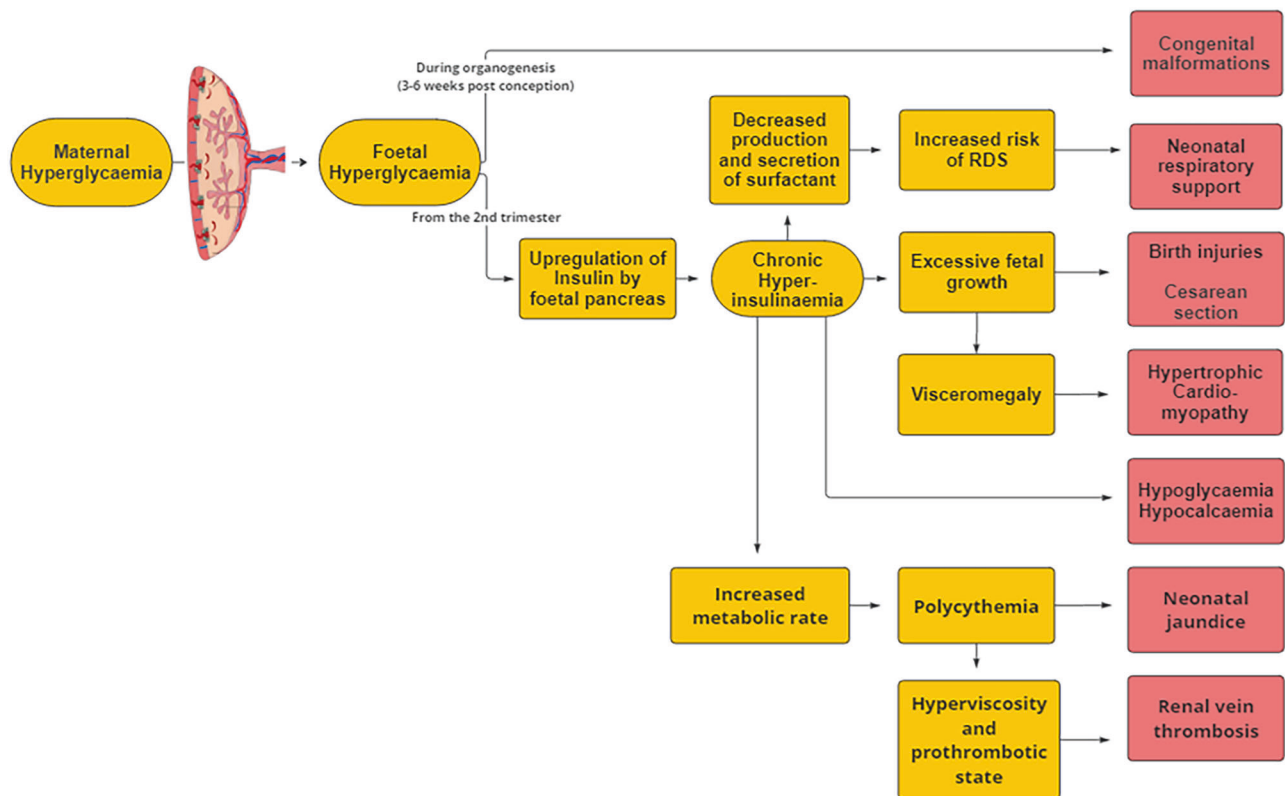 Congenital
malformations
During organogenesis
(3-6 weeks post conception)
Maternal
Hyperglycaemia
Foetal
Hyperglycaemia
Decreased
production
and secretion
of surfactant
Increased risk
of RDS
Neonatal
respiratory
support
From the 2nd trimester
Upregulation of
Insulin by
foetal pancreas
Chronic
Hyper-
insulinaemia
Excessive fetal
growth
Birth injuries
Cesarean
section
Visceromegaly
Hypertrophic
Cardio-
myopathy
Hypoglycaemia
Hypocalcaemia
Increased
metabolic rate
Polycythemia
Neonatal
jaundice
Hyperviscosity
and
prothrombotic
state
Renal vein
thrombosis